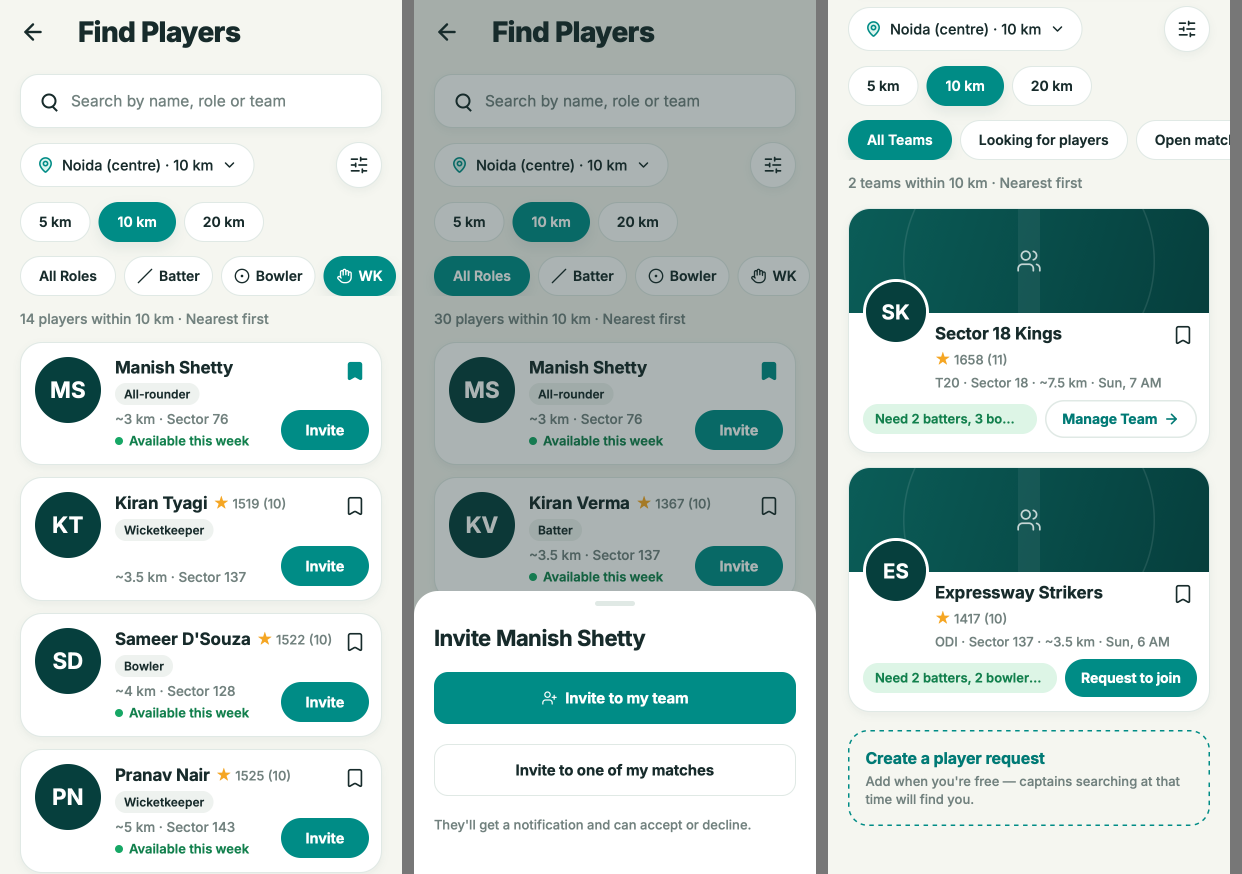 Find Players
Search by name, role or team
Noida (centre) · 10 km
5 km
10 km
20 km
All Roles
Batter
Bowler
WK
14 players within 10 km · Nearest first
MS
Manish Shetty
All-rounder
~3 km · Sector 76
Available this week
Invite
KT
Kiran Tyagi ★ 1519 (10)
Wicketkeeper
~3.5 km · Sector 137
Invite
SD
Sameer D'Souza ★ 1522 (10)
Bowler
~4 km · Sector 128
Available this week
Invite
PN
Pranav Nair ★ 1525 (10)
Wicketkeeper
~5 km · Sector 143
Available this week
Invite
Find Players
Search by name, role or team
Noida (centre) · 10 km
5 km
10 km
20 km
All Roles
Batter
Bowler
WK
30 players within 10 km · Nearest first
MS
Manish Shetty
All-rounder
~3 km · Sector 76
Available this week
Invite
KV
Kiran Verma ★ 1367 (10)
Batter
~3.5 km · Sector 137
Available this week
Invite
Invite Manish Shetty
Invite to my team
Invite to one of my matches
They'll get a notification and can accept or decline.
Noida (centre) · 10 km
5 km
10 km
20 km
All Teams
Looking for players
Open matc
2 teams within 10 km · Nearest first
SK
Sector 18 Kings
★ 1658 (11)
T20 · Sector 18 · ~7.5 km · Sun, 7 AM
Need 2 batters, 3 bo...
Manage Team →
ES
Expressway Strikers
★ 1417 (10)
ODI · Sector 137 · ~3.5 km · Sun, 6 AM
Need 2 batters, 2 bowler...
Request to join
Create a player request
Add when you're free — captains searching at that
time will find you.